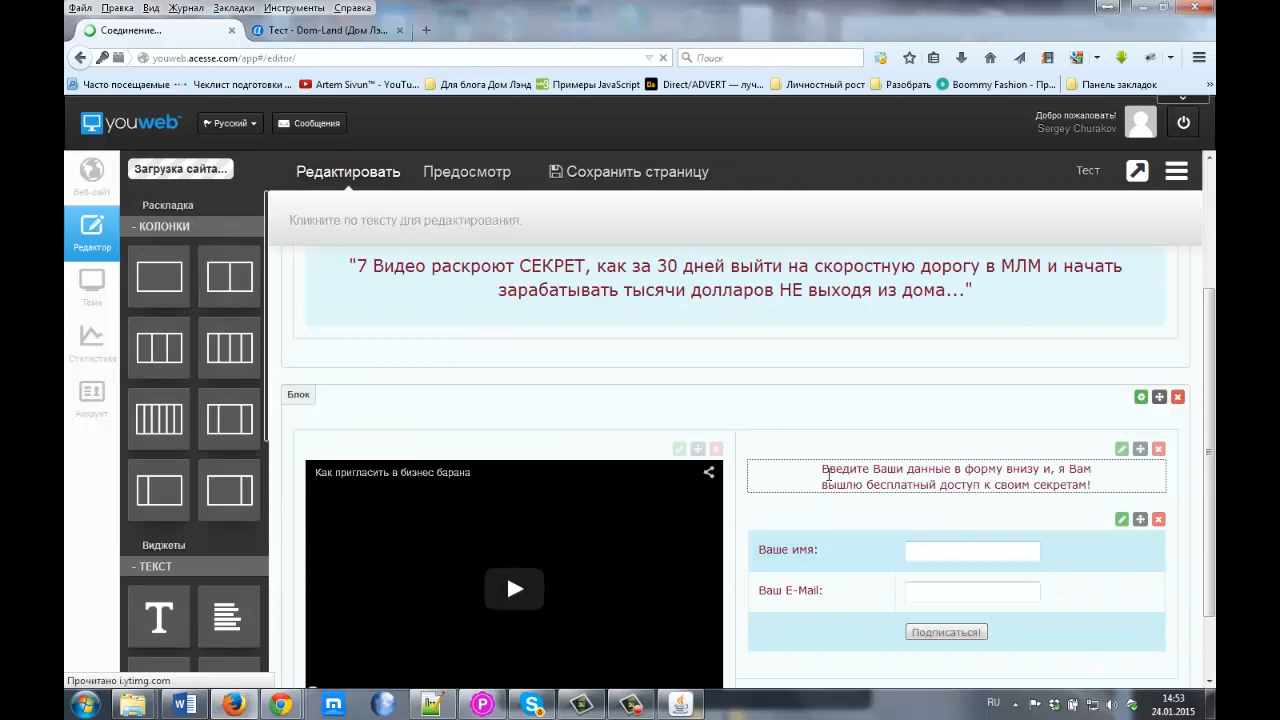 Файл Правка Вид Журнал Закладки Инструменты Справка
Соединение... Тест - Dom-Land (Дом Лэ...
youweb.acesse.com/app#/editor/ Поиск
Часто посещаемые Чеклист подготовки ... Artem Sivun™ - YouTu... Для блога Дом Лэнд Примеры JavaScript Direct/ADVERT — луч... Личностный рост Разобрать Boommy Fashion - Пр... Панель закладок
youweb™ Русский Сообщения Добро пожаловать!
Sergey Churakov
Веб-сайт Загрузка сайта... Редактировать Предосмотр Сохранить страницу Тест
Раскладка
Кликните по тексту для редактирования.
- КОЛОНКИ
Редактор
"7 Видео раскроют СЕКРЕТ, как за 30 дней выйти на скоростную дорогу в МЛМ и начать
зарабатывать тысячи долларов НЕ выходя из дома..."
Тема
Статистика
Блок
Аккаунт
Как пригласить в бизнес барана
Введите Ваши данные в форму внизу и, я Вам
вышлю бесплатный доступ к своим секретам!
Виджеты
- ТЕКСТ
Ваше имя:
Ваш E-Mail:
Подписаться!
Прочитано i.ytimg.com
RU 14:53
24.01.2015